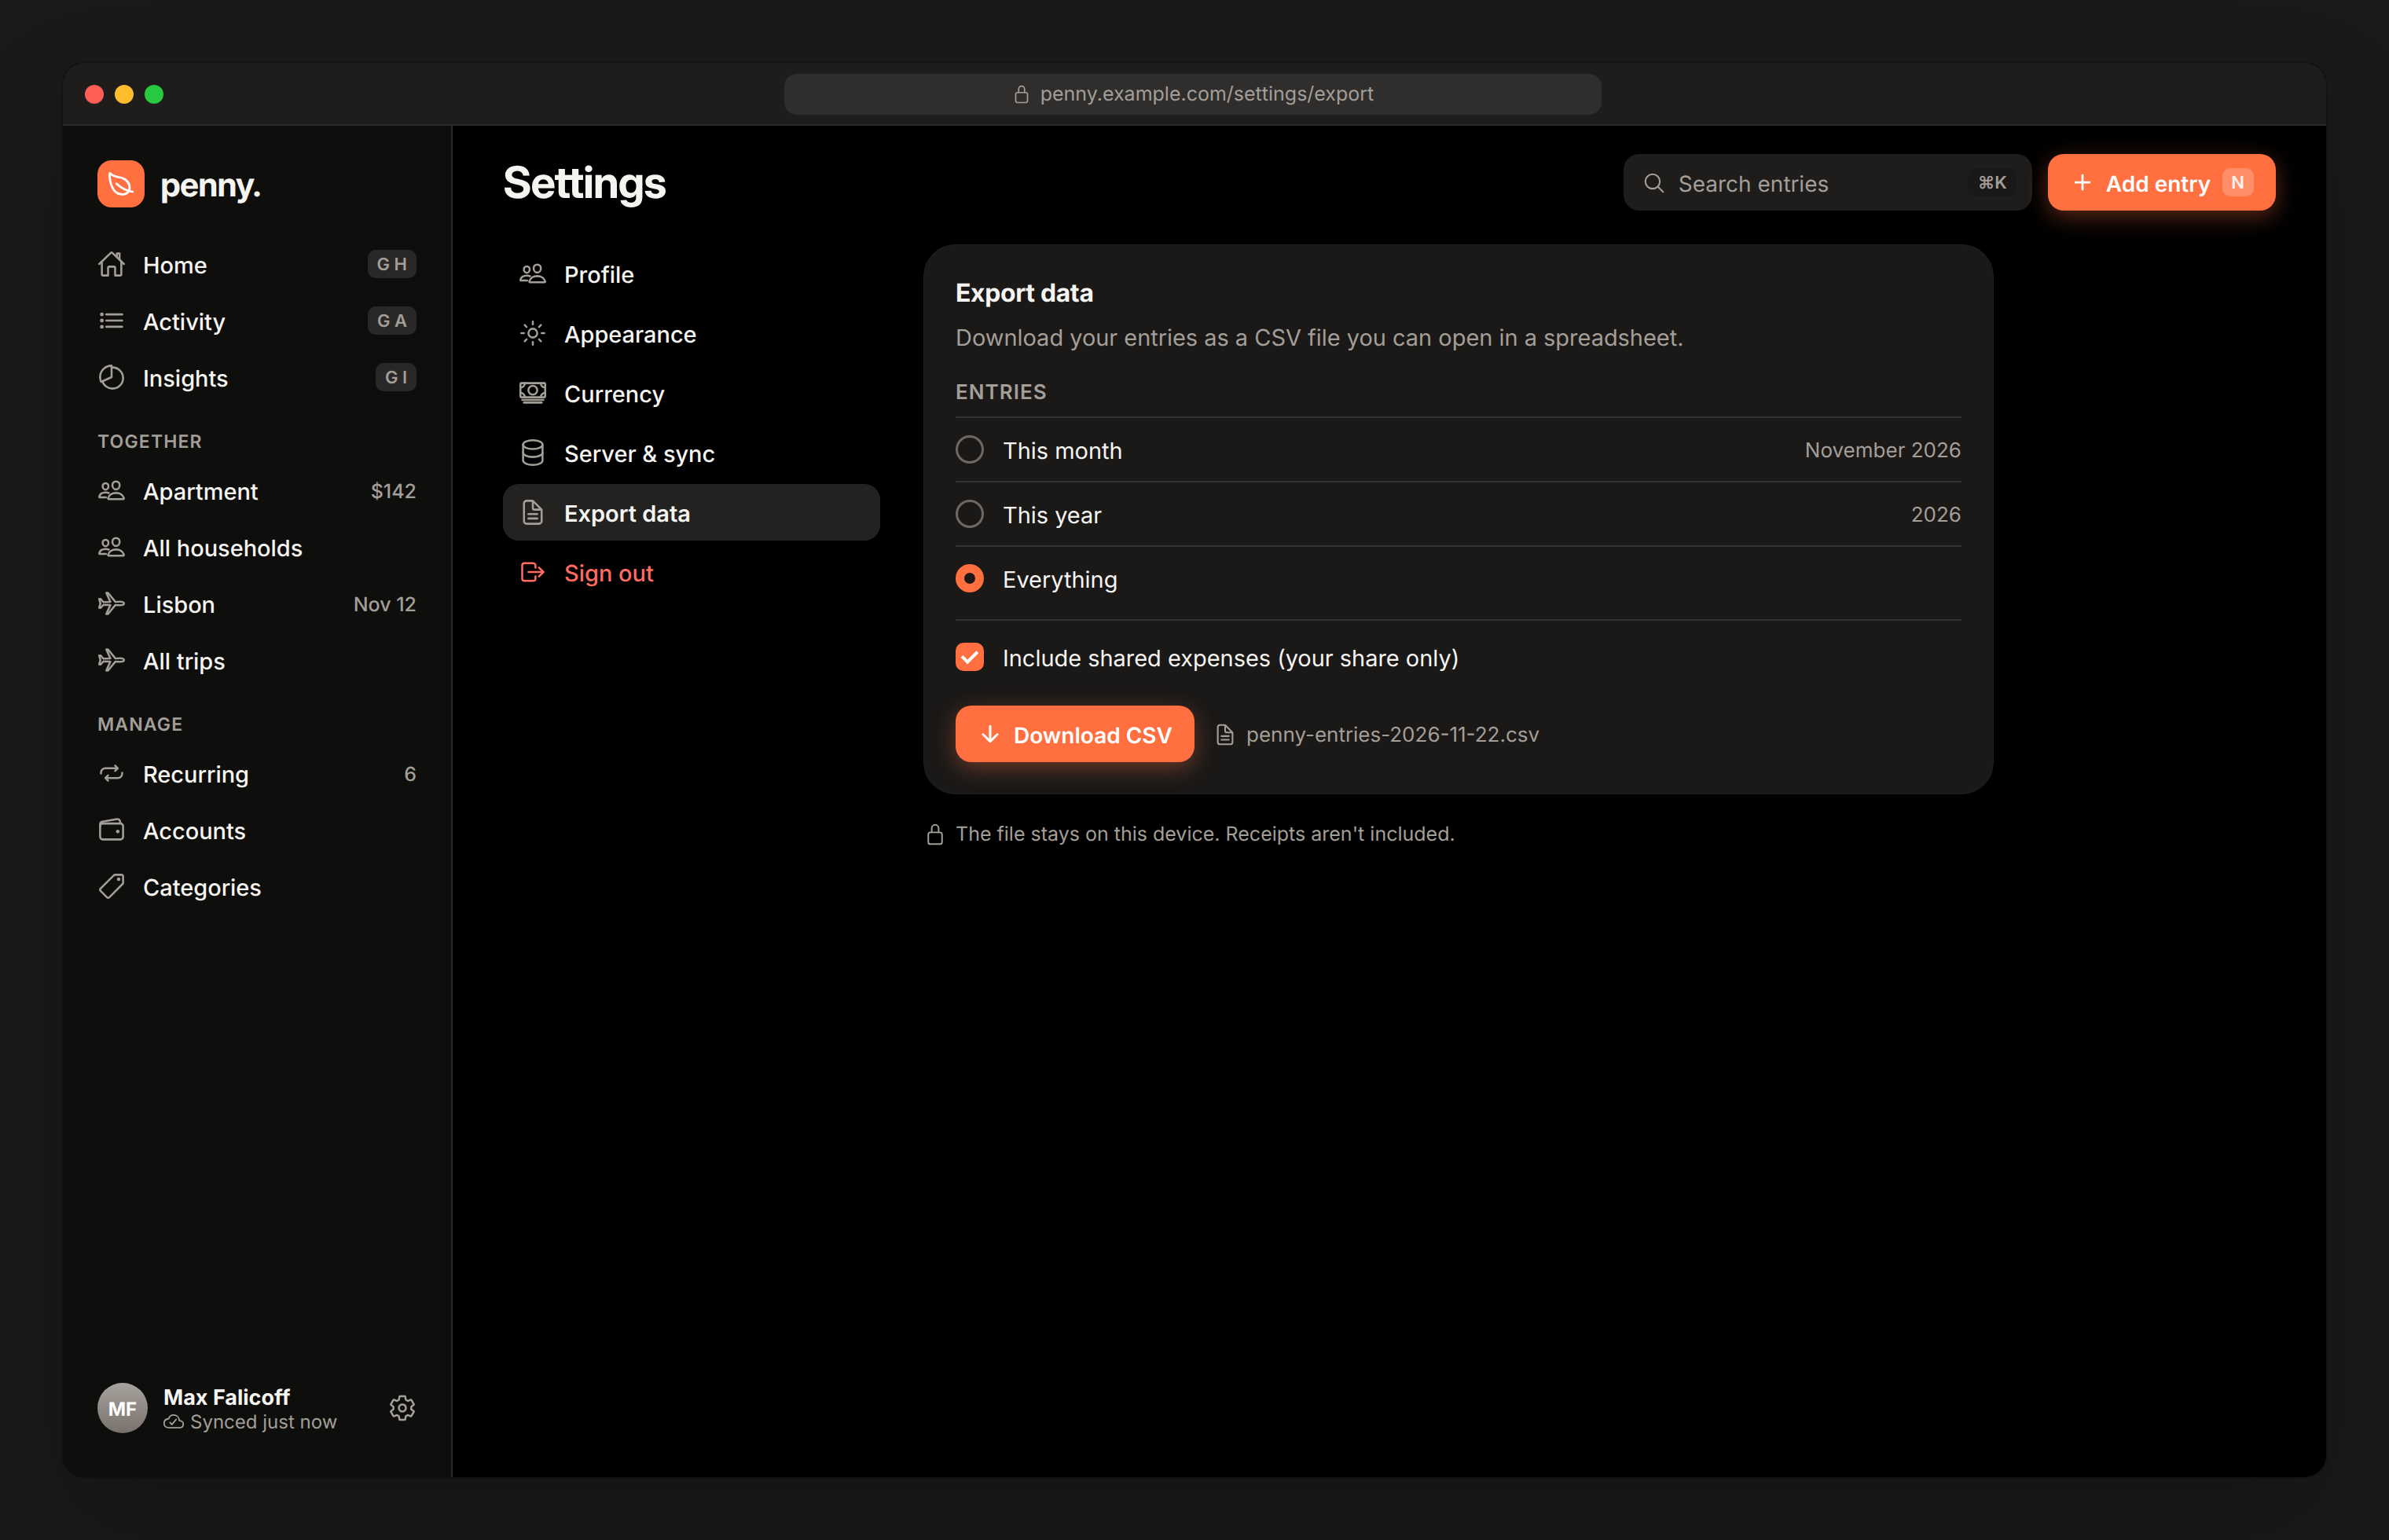 penny.example.com/settings/export
penny.
Home G H
Activity G A
Insights G I
TOGETHER
Apartment $142
All households
Lisbon Nov 12
All trips
MANAGE
Recurring 6
Accounts
Categories
MF
Max Falicoff
Synced just now
Settings
Search entries ⌘K
Add entry N
Profile
Appearance
Currency
Server & sync
Export data
Sign out
Export data
Download your entries as a CSV file you can open in a spreadsheet.
ENTRIES
This month November 2026
This year 2026
Everything
Include shared expenses (your share only)
Download CSV penny-entries-2026-11-22.csv
The file stays on this device. Receipts aren't included.